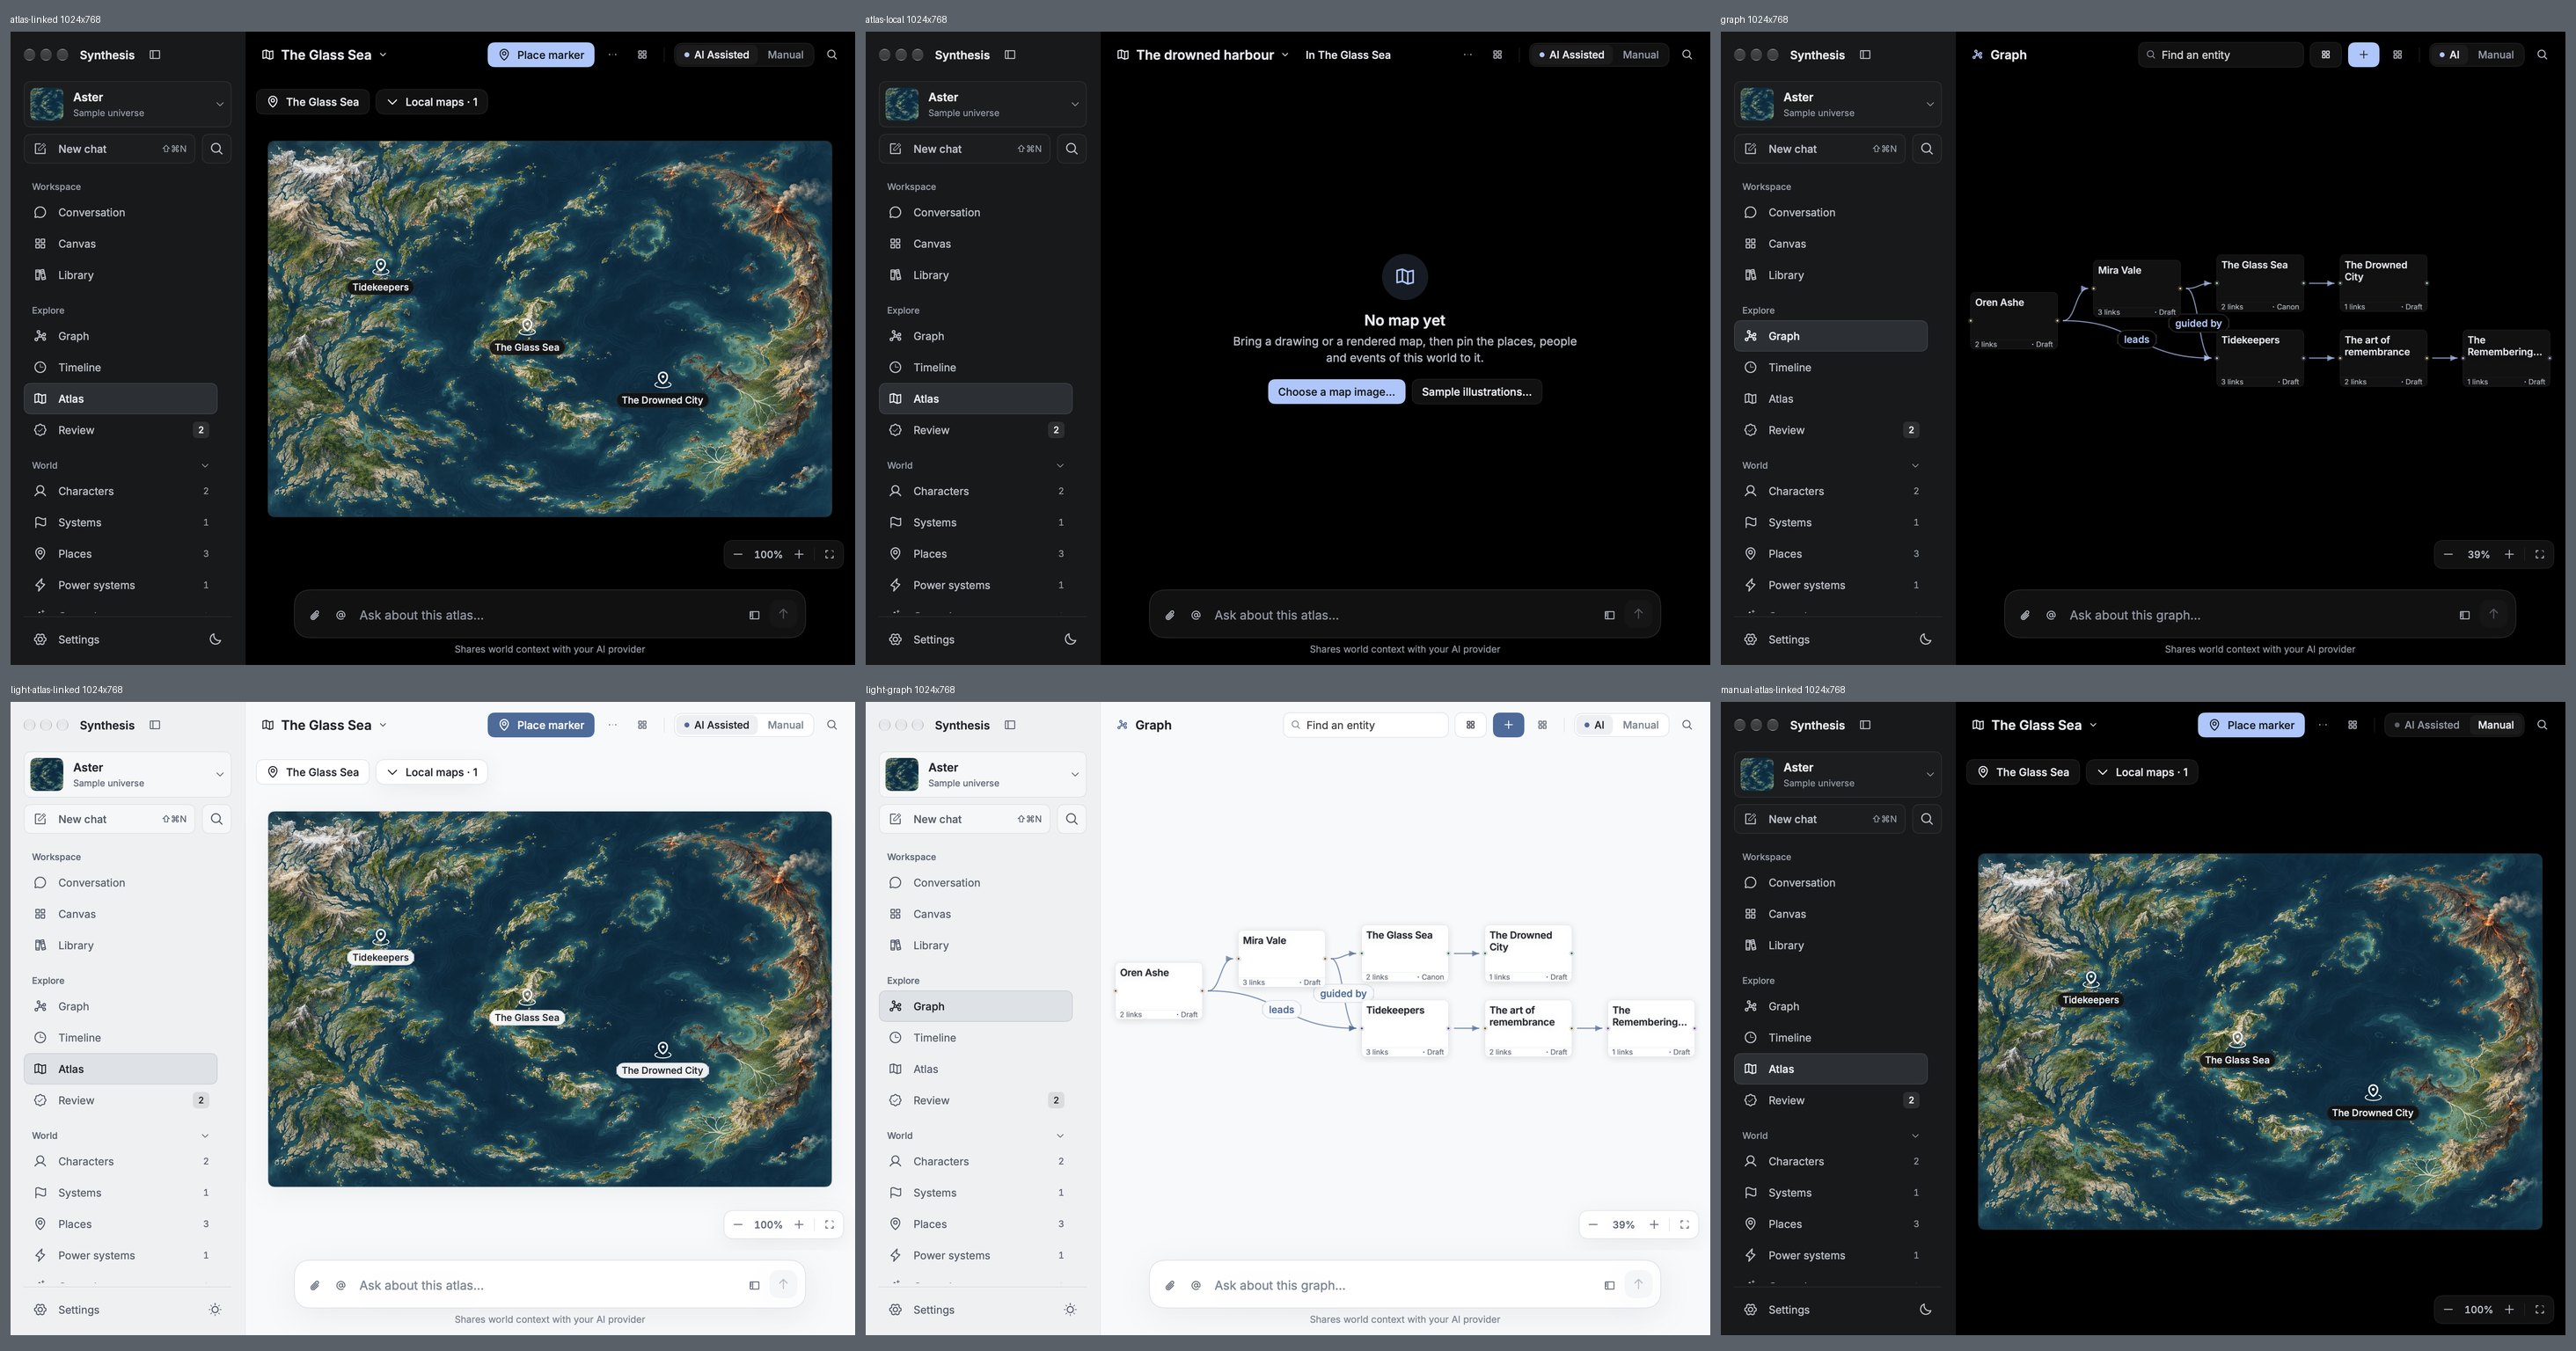 atlas-linked 1024x768
Synthesis
The Glass Sea
Place marker
AI Assisted
Manual
Aster
Sample universe
The Glass Sea
Local maps · 1
New chat
⇧⌘N
Workspace
Conversation
Canvas
Library
Explore
Graph
Timeline
Atlas
Review
2
World
Characters
2
Systems
1
Places
3
Power systems
1
Settings
Tidekeepers
The Glass Sea
The Drowned City
100%
@
Ask about this atlas...
Shares world context with your AI provider
atlas-local 1024x768
Synthesis
The drowned harbour
In The Glass Sea
AI Assisted
Manual
Aster
Sample universe
New chat
⇧⌘N
Workspace
Conversation
Canvas
Library
Explore
Graph
Timeline
Atlas
Review
2
World
Characters
2
Systems
1
Places
3
Power systems
1
Settings
No map yet
Bring a drawing or a rendered map, then pin the places, people
and events of this world to it.
Choose a map image...
Sample illustrations...
@
Ask about this atlas...
Shares world context with your AI provider
graph 1024x768
Synthesis
Graph
Find an entity
AI
Manual
Aster
Sample universe
New chat
⇧⌘N
Workspace
Conversation
Canvas
Library
Explore
Graph
Timeline
Atlas
Review
2
World
Characters
2
Systems
1
Places
3
Power systems
1
Settings
Oren Ashe
2 links · Draft
Mira Vale
3 links · Draft
The Glass Sea
2 links · Canon
The Drowned
City
1 links · Draft
guided by
leads
Tidekeepers
3 links · Draft
The art of
remembrance
2 links · Draft
The
Remembering...
1 links · Draft
39%
@
Ask about this graph...
Shares world context with your AI provider
light-atlas-linked 1024x768
Synthesis
The Glass Sea
Place marker
AI Assisted
Manual
Aster
Sample universe
The Glass Sea
Local maps · 1
New chat
⇧⌘N
Workspace
Conversation
Canvas
Library
Explore
Graph
Timeline
Atlas
Review
2
World
Characters
2
Systems
1
Places
3
Power systems
1
Settings
Tidekeepers
The Glass Sea
The Drowned City
100%
@
Ask about this atlas...
Shares world context with your AI provider
light-graph 1024x768
Synthesis
Graph
Find an entity
AI
Manual
Aster
Sample universe
New chat
⇧⌘N
Workspace
Conversation
Canvas
Library
Explore
Graph
Timeline
Atlas
Review
2
World
Characters
2
Systems
1
Places
3
Power systems
1
Settings
Oren Ashe
2 links · Draft
Mira Vale
3 links · Draft
The Glass Sea
2 links · Canon
The Drowned
City
1 links · Draft
guided by
leads
Tidekeepers
3 links · Draft
The art of
remembrance
2 links · Draft
The
Remembering...
1 links · Draft
39%
@
Ask about this graph...
Shares world context with your AI provider
manual-atlas-linked 1024x768
Synthesis
The Glass Sea
Place marker
AI Assisted
Manual
Aster
Sample universe
The Glass Sea
Local maps · 1
New chat
⇧⌘N
Workspace
Conversation
Canvas
Library
Explore
Graph
Timeline
Atlas
Review
2
World
Characters
2
Systems
1
Places
3
Power systems
1
Settings
Tidekeepers
The Glass Sea
The Drowned City
100%